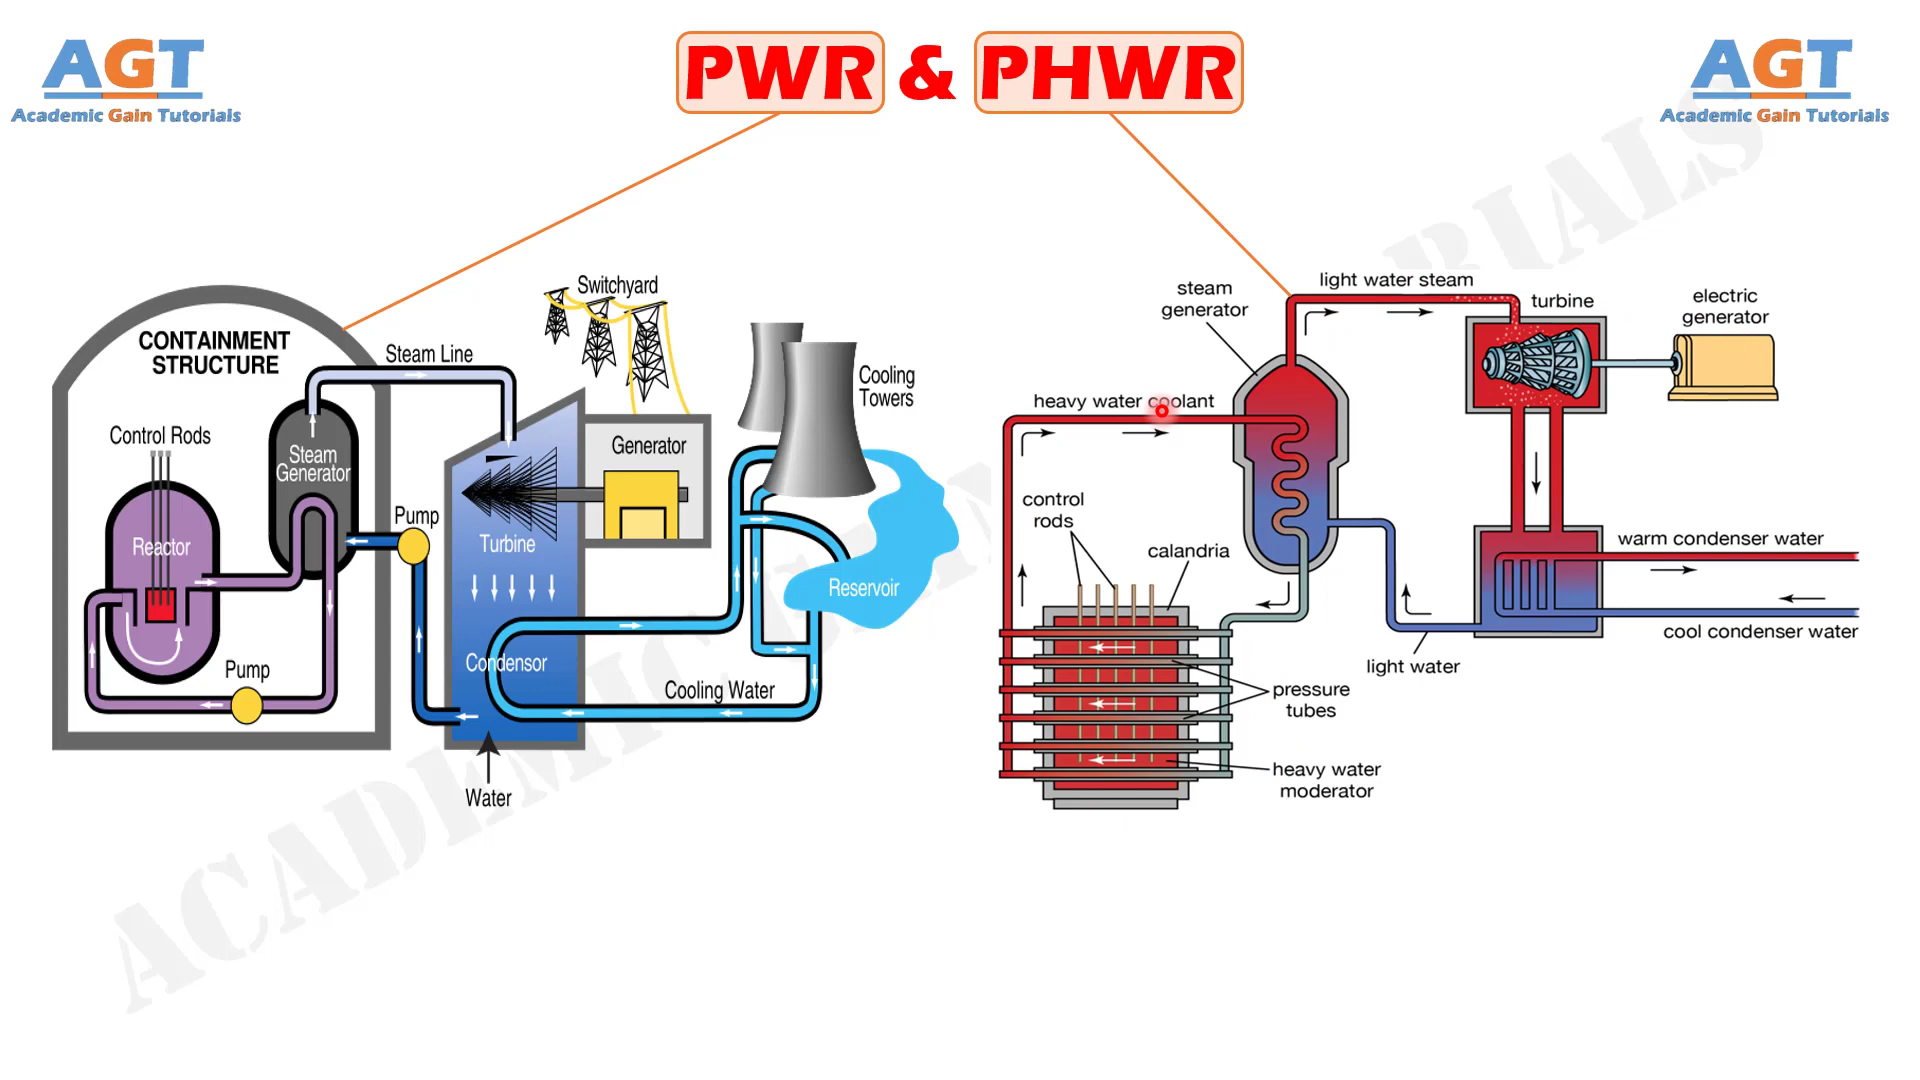 AGT
Academic Gain Tutorials
PWR & PHWR
AGT
Academic Gain Tutorials
CONTAINMENT
STRUCTURE
Steam Line
Switchyard
Cooling
Towers
Control Rods
Steam
Generator
Generator
Pump
Reactor
Turbine
Reservoir
Condensor
Pump
Cooling Water
Water
steam
generator
light water steam
turbine
electric
generator
heavy water coolant
control
rods
calandria
warm condenser water
cool condenser water
light water
pressure
tubes
heavy water
moderator